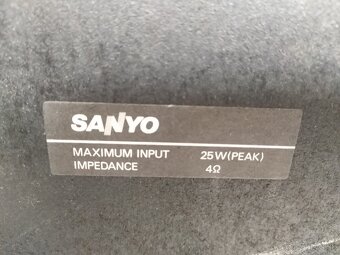 SANYO
MAXIMUM INPUT 25W(PEAK)
IMPEDANCE 4Ω